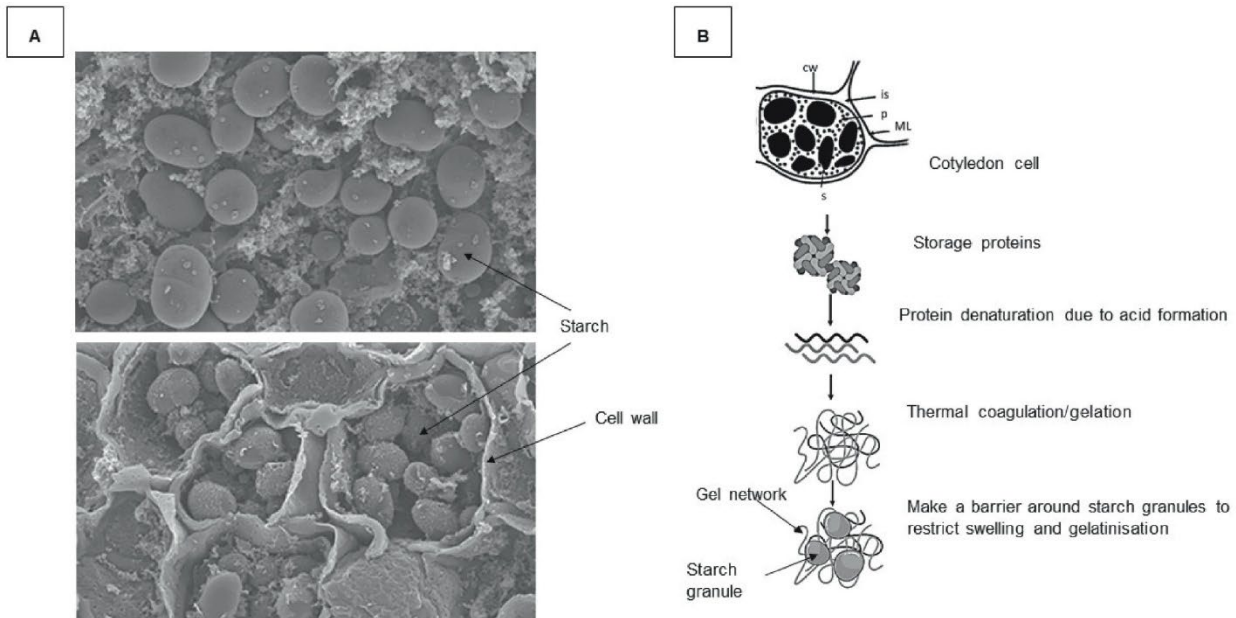 A
Starch
Cell wall
B
cw
is
p
ML
s
Cotyledon cell
Storage proteins
Protein denaturation due to acid formation
Thermal coagulation/gelation
Gel network
Make a barrier around starch granules to
restrict swelling and gelatinisation
Starch
granule